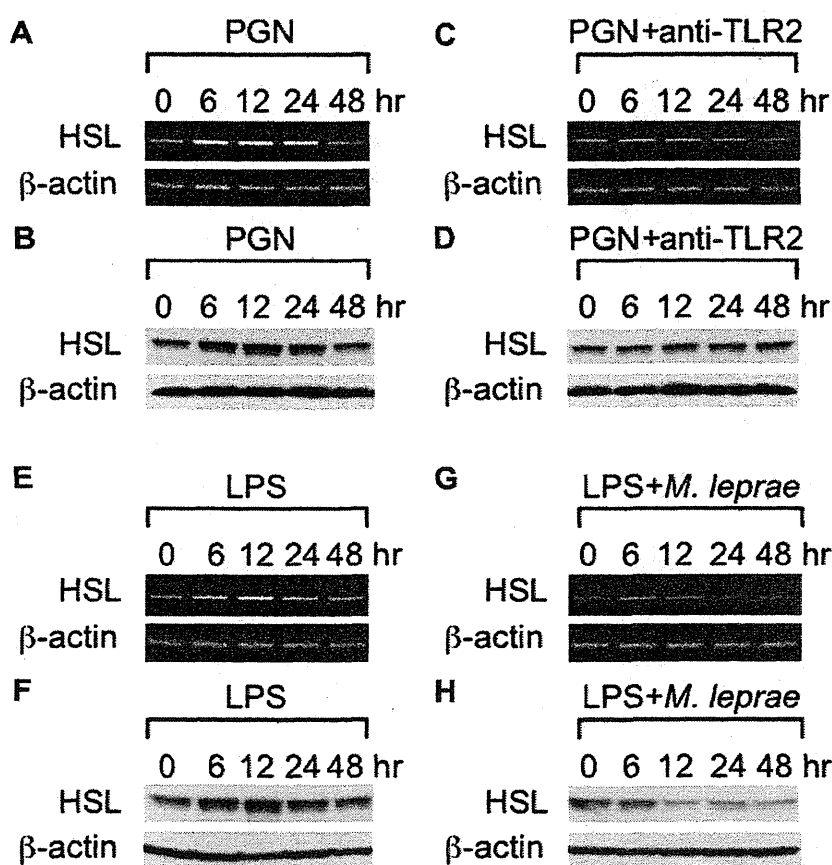 A
PGN
0 6 12 24 48 hr
HSL
β-actin
B
PGN
0 6 12 24 48 hr
HSL
β-actin
C
PGN+anti-TLR2
0 6 12 24 48 hr
HSL
β-actin
D
PGN+anti-TLR2
0 6 12 24 48 hr
HSL
β-actin
E
LPS
0 6 12 24 48 hr
HSL
β-actin
F
LPS
0 6 12 24 48 hr
HSL
β-actin
G
LPS+M. leprae
0 6 12 24 48 hr
HSL
β-actin
H
LPS+M. leprae
0 6 12 24 48 hr
HSL
β-actin